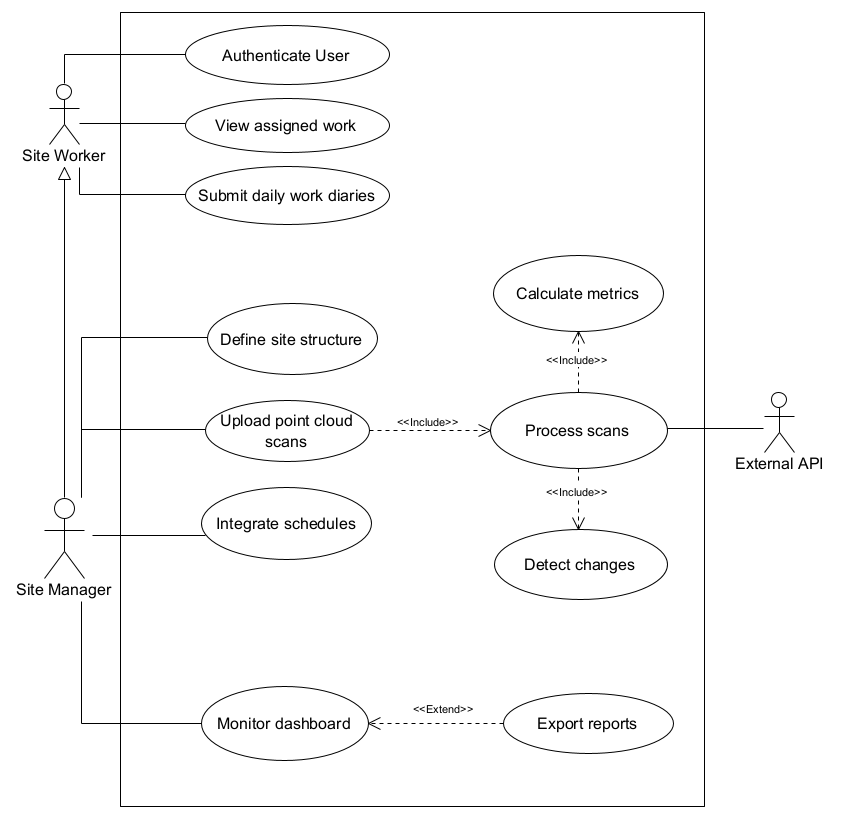 Authenticate User
View assigned work
Site Worker
Submit daily work diaries
Calculate metrics
Define site structure
<<Include>>
Upload point cloud
scans
<<Include>>
Process scans
External API
<<Include>>
Integrate schedules
Detect changes
Site Manager
<<Extend>>
Monitor dashboard
Export reports